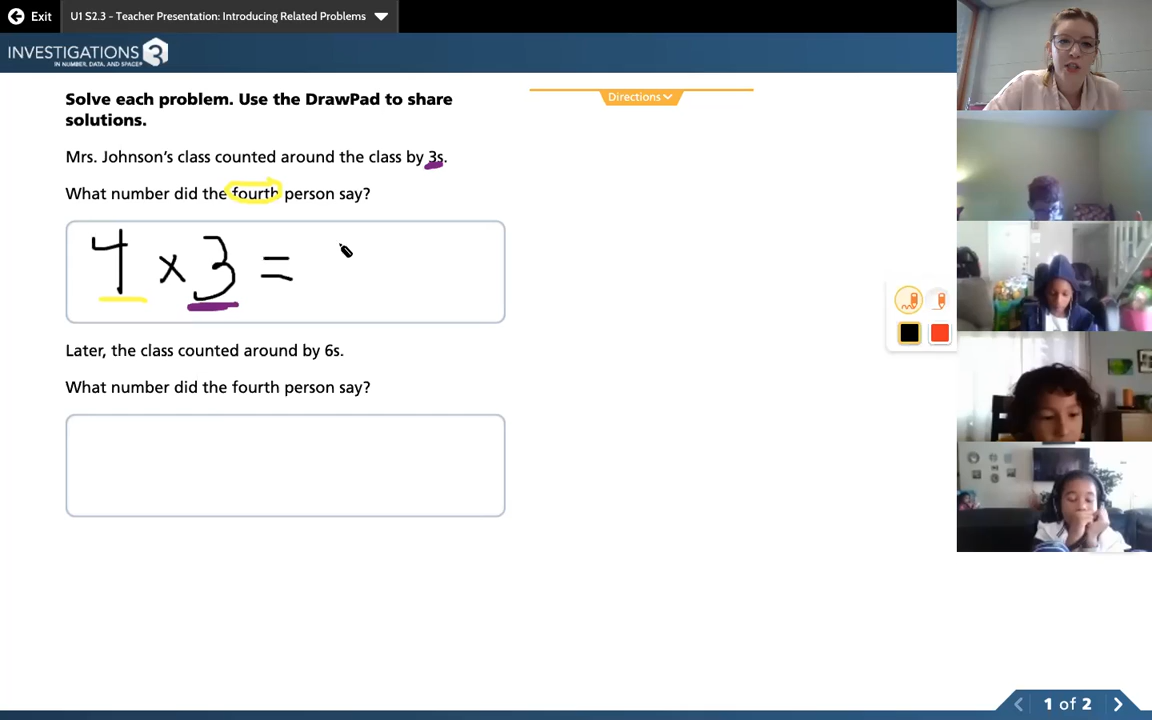 Exit
U1 S2.3 - Teacher Presentation: Introducing Related Problems
INVESTIGATIONS 3
IN NUMBER, DATA, AND SPACE®
Solve each problem. Use the DrawPad to share
solutions.
Directions
Mrs. Johnson's class counted around the class by 3s.
What number did the fourth person say?
4 x 3 =
Later, the class counted around by 6s.
What number did the fourth person say?
1 of 2